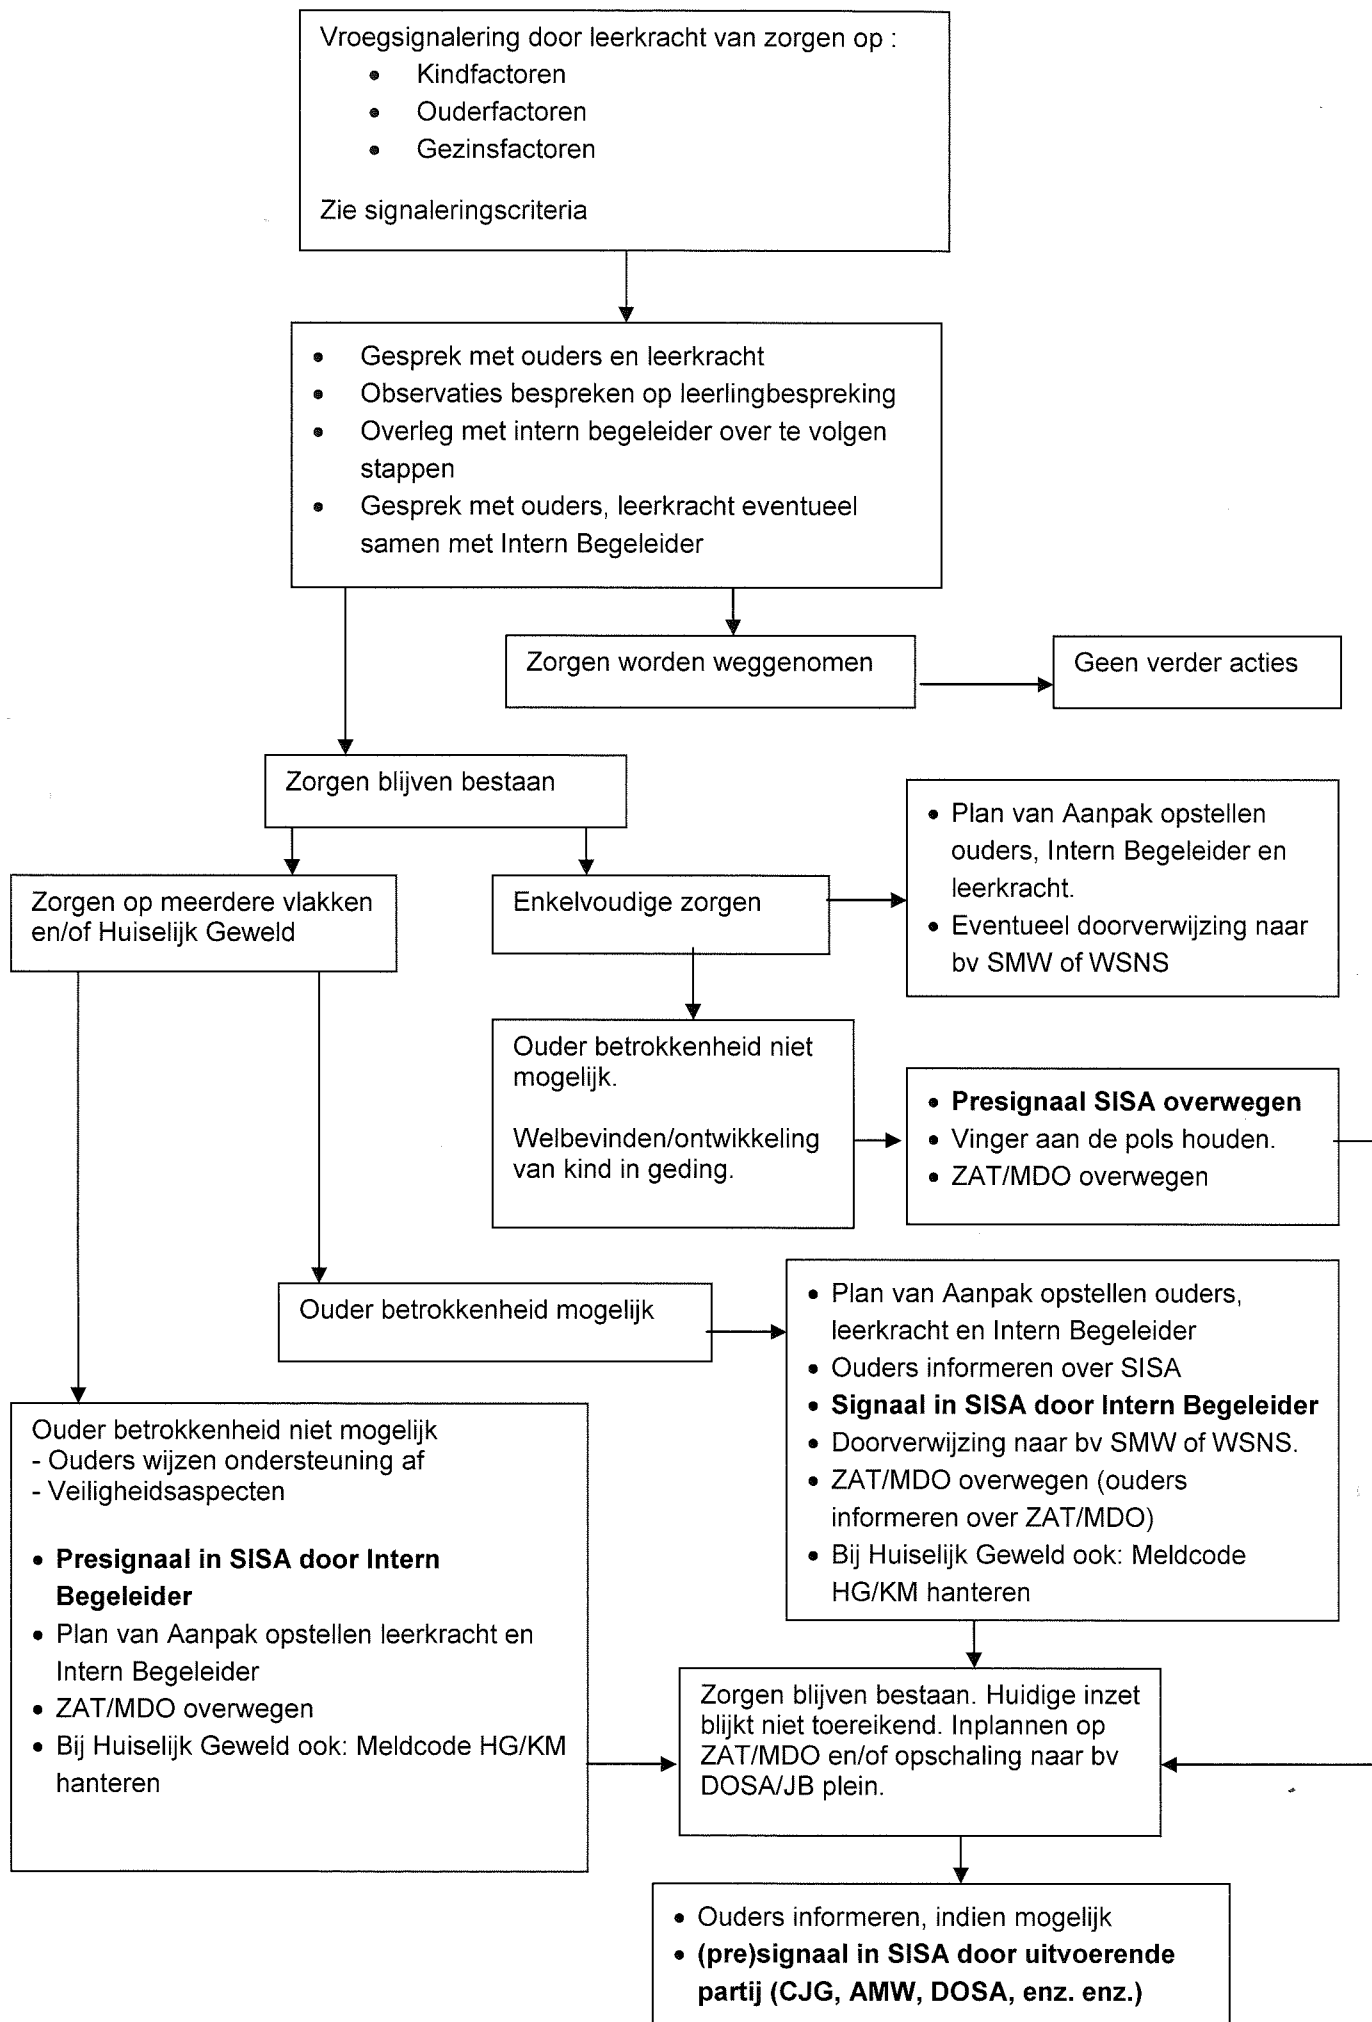 Vroegsignalering door leerkracht van zorgen op :
• Kindfactoren
• Ouderfactoren
• Gezinsfactoren
Zie signaleringscriteria
• Gesprek met ouders en leerkracht
• Observaties bespreken op leerlingbespreking
• Overleg met intern begeleider over te volgen
stappen
• Gesprek met ouders, leerkracht eventueel
samen met Intern Begeleider
Zorgen worden weggenomen
Geen verder acties
Zorgen blijven bestaan
• Plan van Aanpak opstellen
ouders, Intern Begeleider en
leerkracht.
• Eventueel doorverwijzing naar
bv SMW of WSNS
Zorgen op meerdere vlakken
en/of Huiselijk Geweld
Enkelvoudige zorgen
Ouder betrokkenheid niet
mogelijk.
Welbevinden/ontwikkeling
van kind in geding.
• Presignaal SISA overwegen
• Vinger aan de pols houden.
• ZAT/MDO overwegen
Ouder betrokkenheid mogelijk
• Plan van Aanpak opstellen ouders,
leerkracht en Intern Begeleider
• Ouders informeren over SISA
• Signaal in SISA door Intern Begeleider
• Doorverwijzing naar bv SMW of WSNS.
• ZAT/MDO overwegen (ouders
informeren over ZAT/MDO)
• Bij Huiselijk Geweld ook: Meldcode
HG/KM hanteren
Ouder betrokkenheid niet mogelijk
- Ouders wijzen ondersteuning af
- Veiligheidsaspecten
• Presignaal in SISA door Intern
Begeleider
• Plan van Aanpak opstellen leerkracht en
Intern Begeleider
• ZAT/MDO overwegen
• Bij Huiselijk Geweld ook: Meldcode HG/KM
hanteren
Zorgen blijven bestaan. Huidige inzet
blijkt niet toereikend. Inplannen op
ZAT/MDO en/of opschaling naar bv
DOSA/JB plein.
• Ouders informeren, indien mogelijk
• (pre)signaal in SISA door uitvoerende
partij (CJG, AMW, DOSA, enz. enz.)